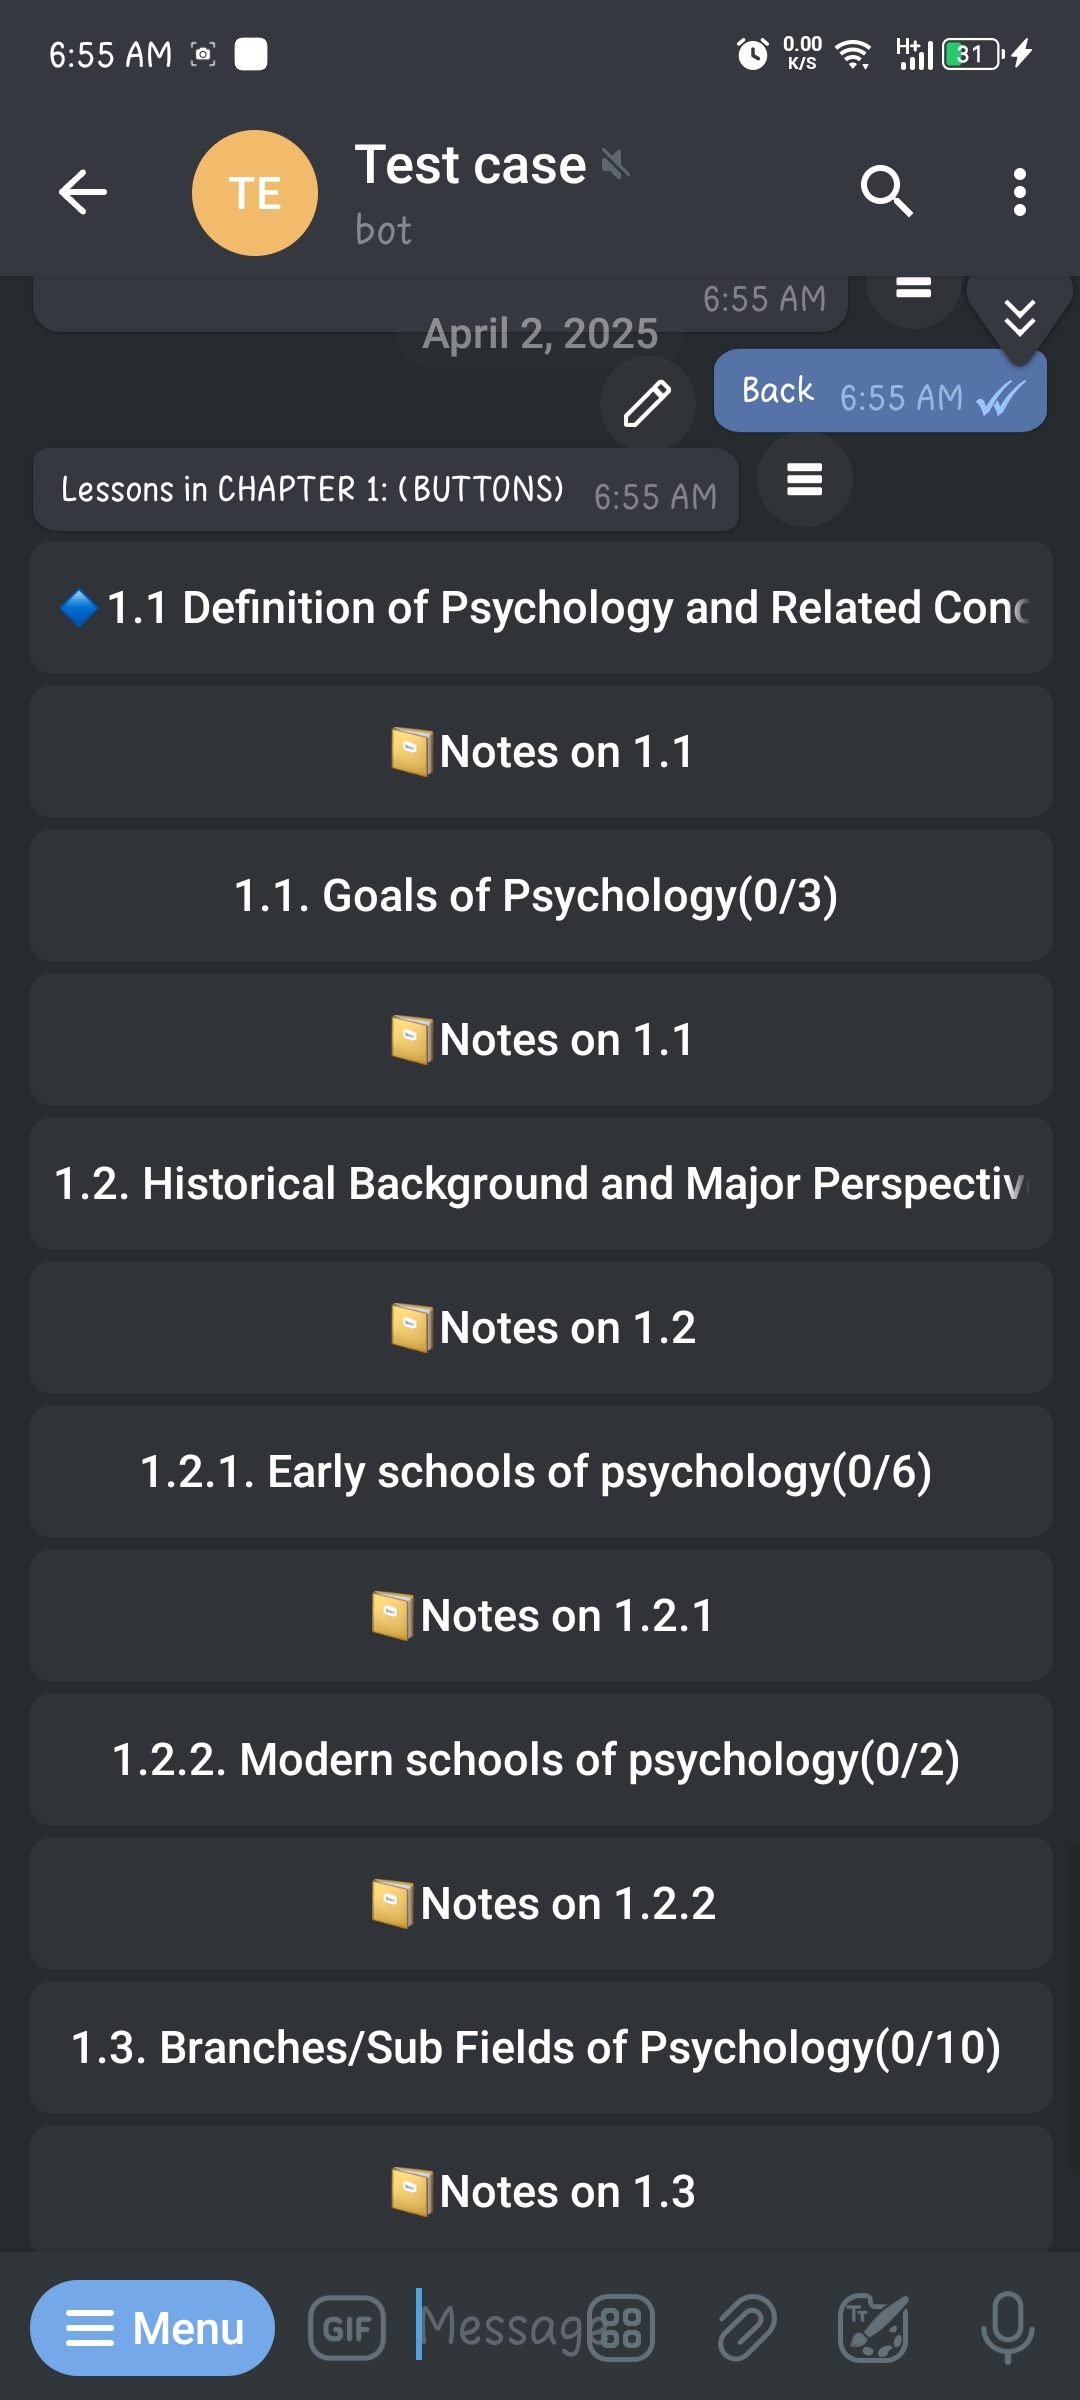 6:55 AM
0.00
K/S
H+
31
TE
Test case
bot
6:55 AM
April 2, 2025
Back 6:55 AM
Lessons in CHAPTER 1: (BUTTONS) 6:55 AM
1.1 Definition of Psychology and Related Conc
Notes on 1.1
1.1. Goals of Psychology(0/3)
Notes on 1.1
1.2. Historical Background and Major Perspectiv
Notes on 1.2
1.2.1. Early schools of psychology(0/6)
Notes on 1.2.1
1.2.2. Modern schools of psychology(0/2)
Notes on 1.2.2
1.3. Branches/Sub Fields of Psychology(0/10)
Notes on 1.3
Menu
GIF
Message